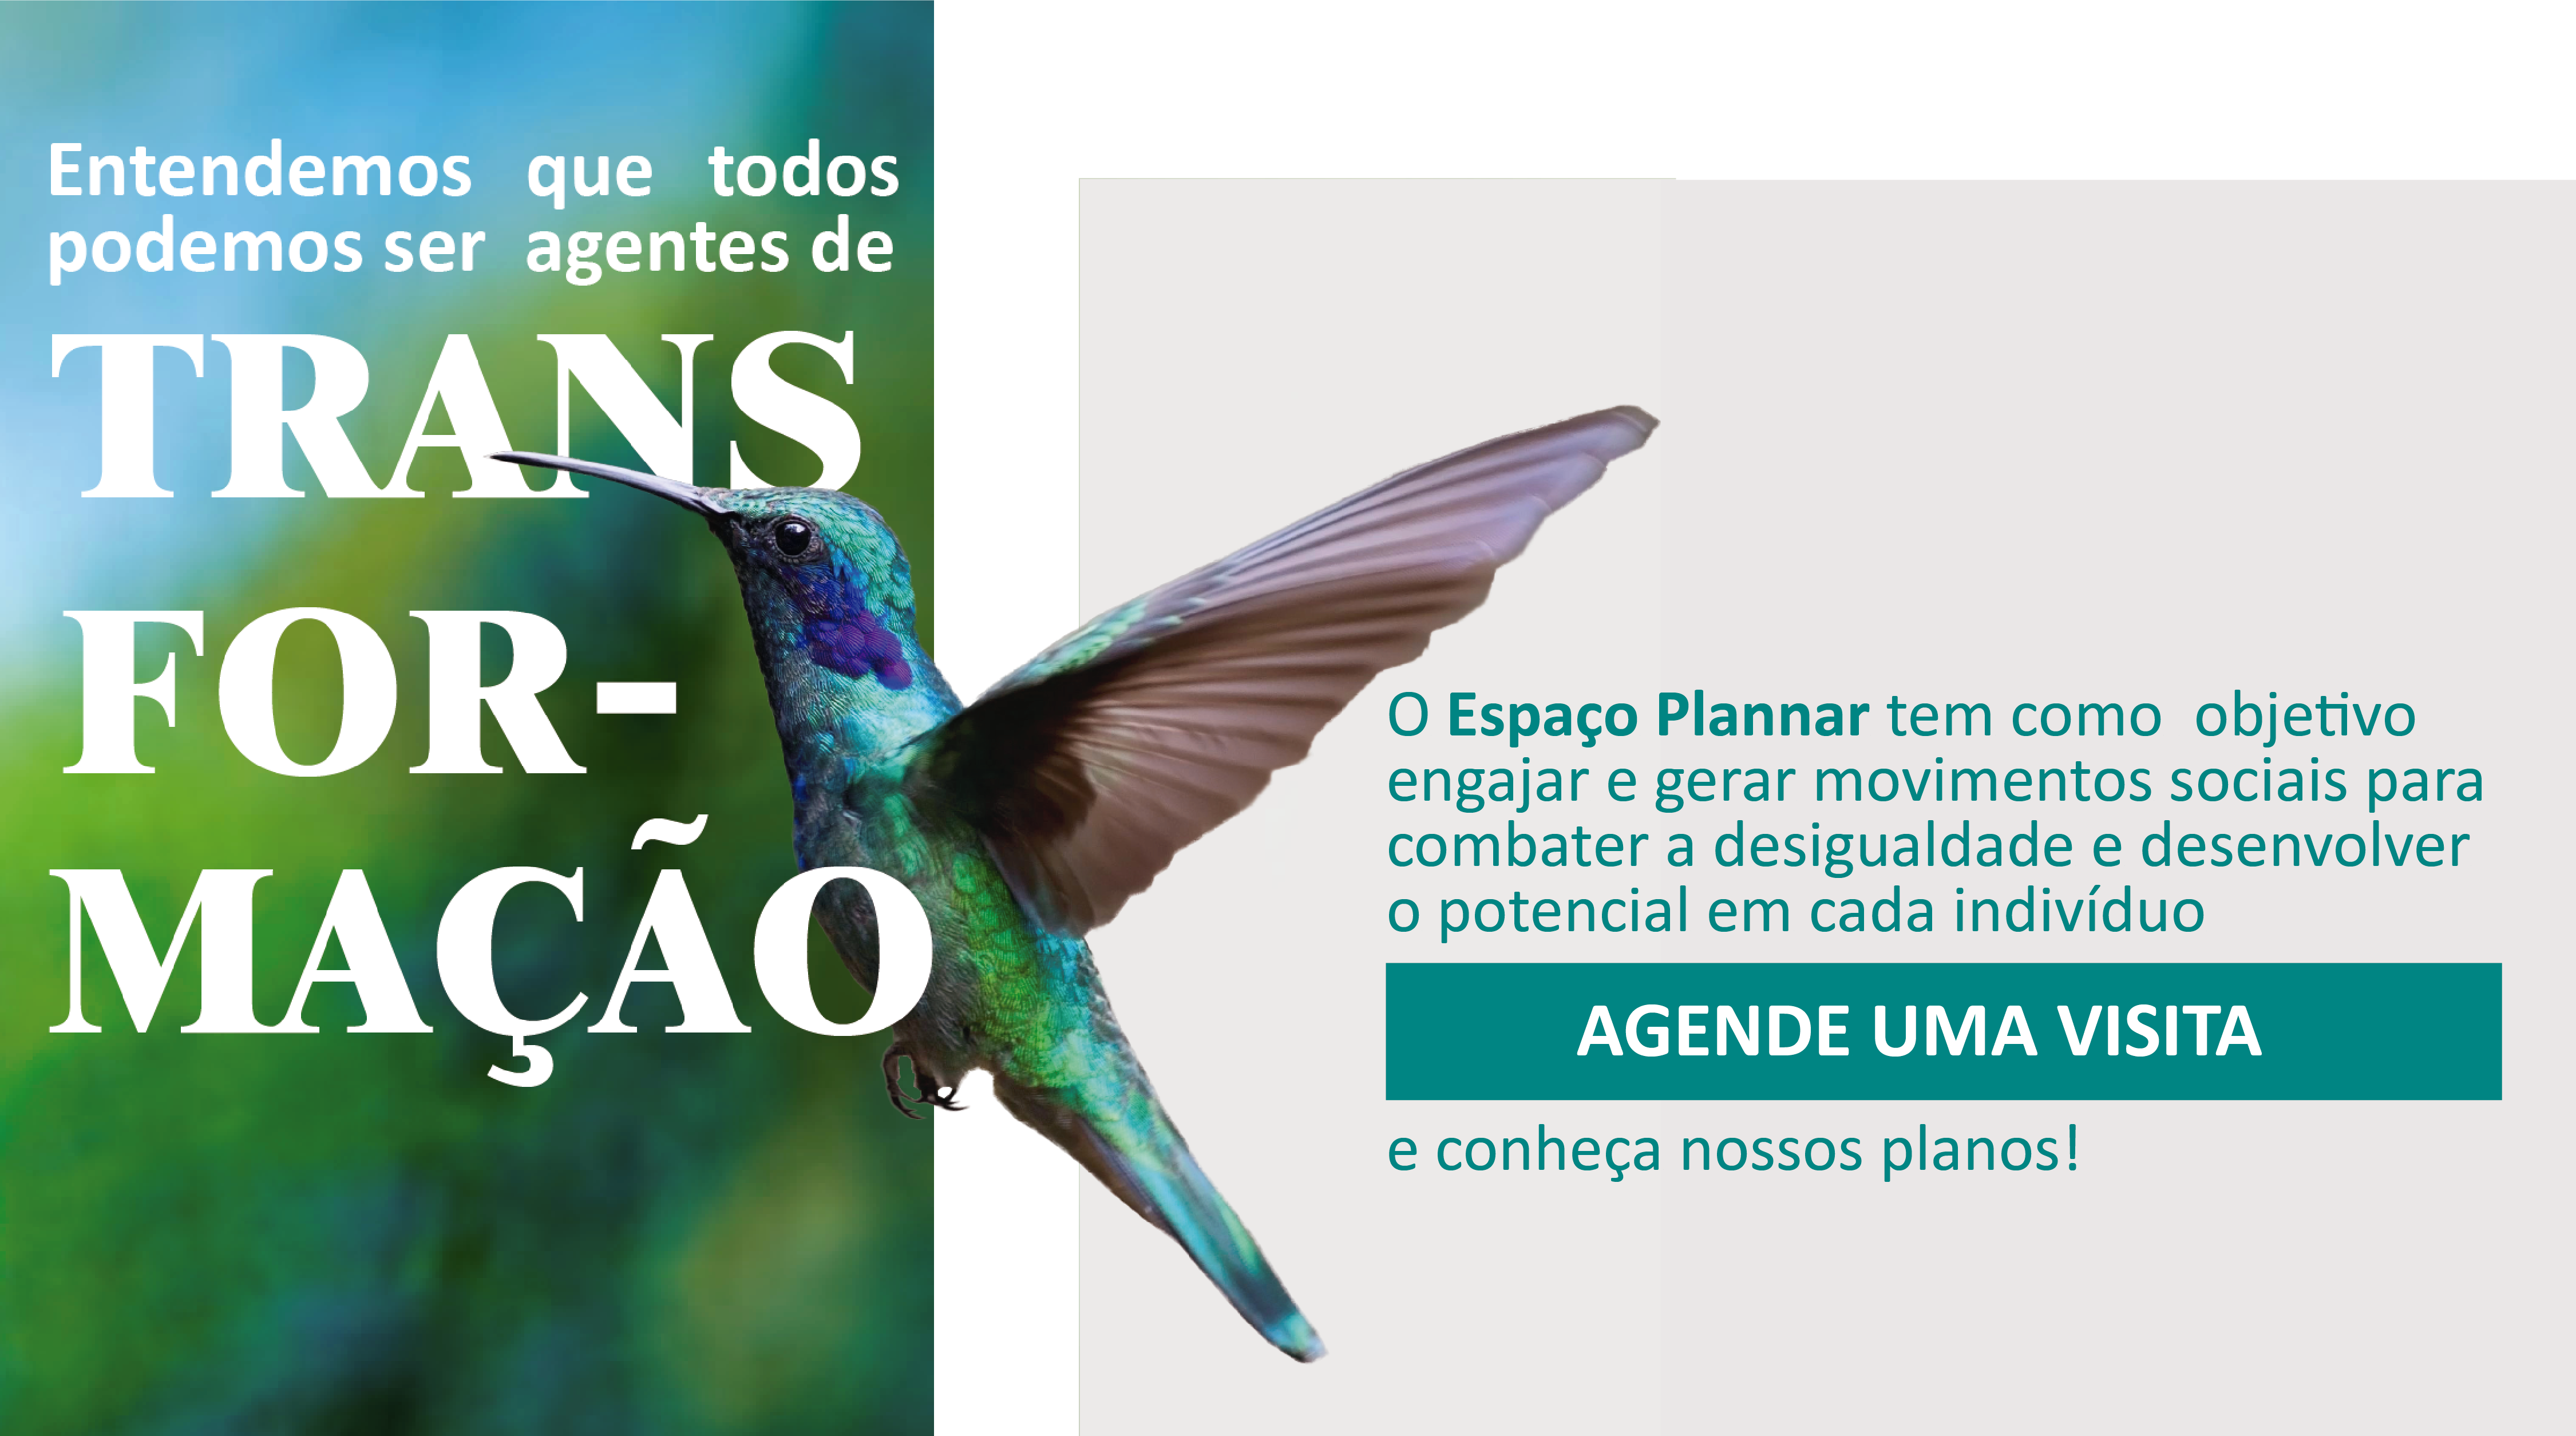 Entendemos que todos
podemos ser agentes de
TRANS
FOR-
MAÇÃO
O Espaço Plannar tem como objetivo
engajar e gerar movimentos sociais para
combater a desigualdade e desenvolver
o potencial em cada indivíduo
AGENDE UMA VISITA
e conheça nossos planos!